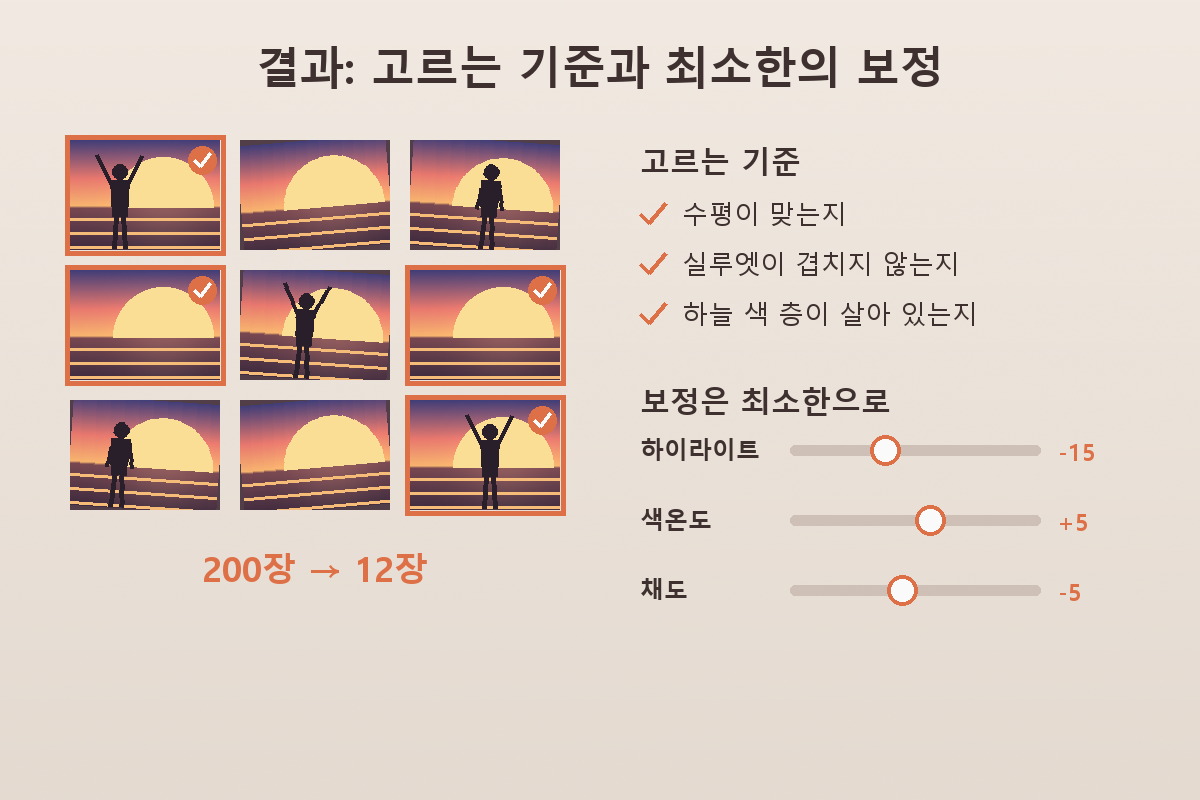 결과: 고르는 기준과 최소한의 보정
고르는 기준
수평이 맞는지
실루엣이 겹치지 않는지
하늘 색 층이 살아 있는지
보정은 최소한으로
하이라이트 -15
색온도 +5
채도 -5
200장 → 12장